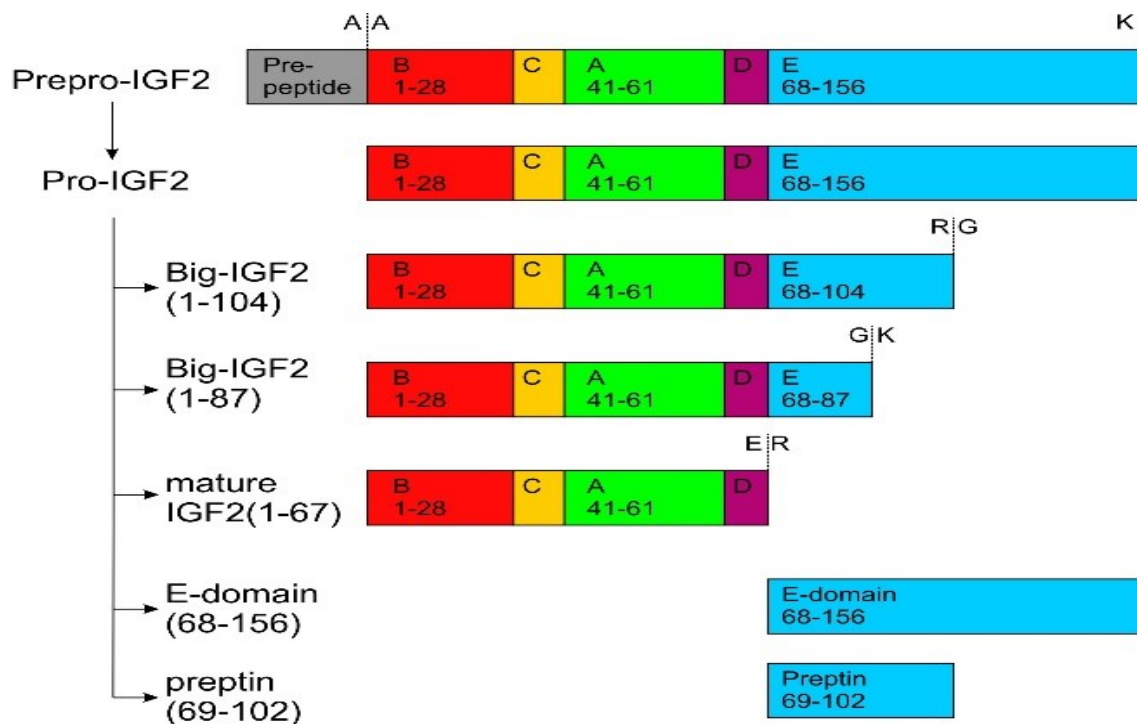 A A K
Prepro-IGF2
Pre-
peptide
B
1-28
C
A
41-61
D
E
68-156
Pro-IGF2
B
1-28
C
A
41-61
D
E
68-156
R G
Big-IGF2
(1-104)
B
1-28
C
A
41-61
D
E
68-104
G K
Big-IGF2
(1-87)
B
1-28
C
A
41-61
D
E
68-87
E R
mature
IGF2(1-67)
B
1-28
C
A
41-61
D
E-domain
(68-156)
E-domain
68-156
preptin
(69-102)
Preptin
69-102